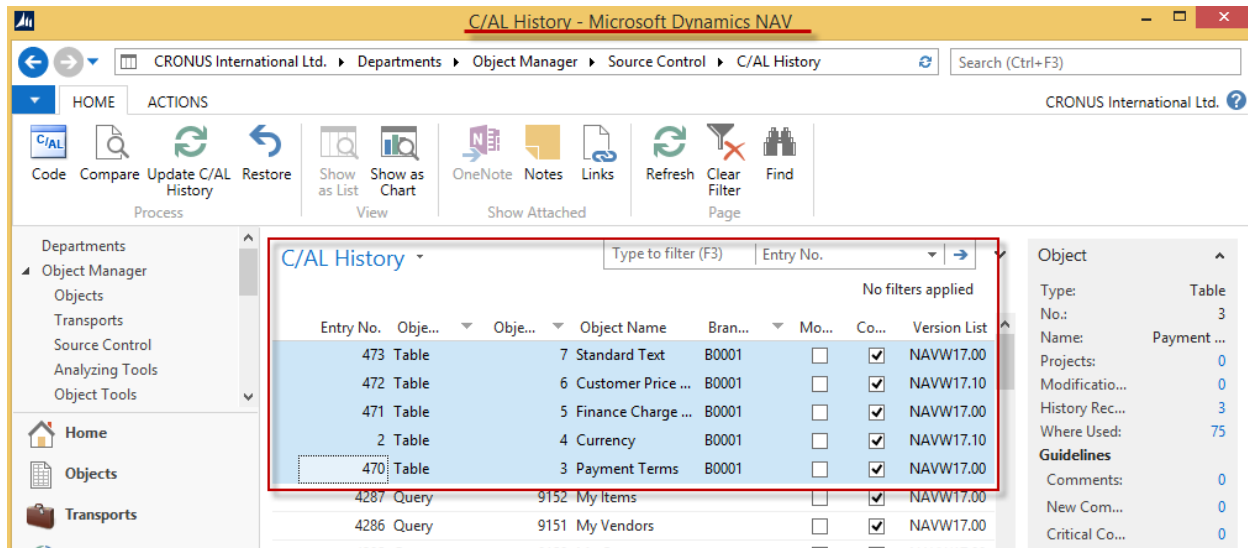 C/AL History - Microsoft Dynamics NAV
CRONUS International Ltd. ▸ Departments ▸ Object Manager ▸ Source Control ▸ C/AL History
Search (Ctrl+F3)
HOME ACTIONS
CRONUS International Ltd.
C/AL
Code Compare Update C/AL History Restore Show as List Show as Chart OneNote Notes Links Refresh Clear Filter Find
Process View Show Attached Page
Departments
Object Manager
Objects
Transports
Source Control
Analyzing Tools
Object Tools
Home
Objects
Transports
C/AL History
Type to filter (F3) Entry No.
No filters applied
Entry No. Obje... Obje... Object Name Bran... Mo... Co... Version List
473 Table 7 Standard Text B0001 NAVW17.00
472 Table 6 Customer Price ... B0001 NAVW17.10
471 Table 5 Finance Charge ... B0001 NAVW17.00
2 Table 4 Currency B0001 NAVW17.10
470 Table 3 Payment Terms B0001 NAVW17.00
4287 Query 9152 My Items NAVW17.00
4286 Query 9151 My Vendors NAVW17.00
Object
Type: Table
No.: 3
Name: Payment ...
Projects: 0
Modificatio... 0
History Rec... 3
Where Used: 75
Guidelines
Comments: 0
New Com... 0
Critical Co... 0